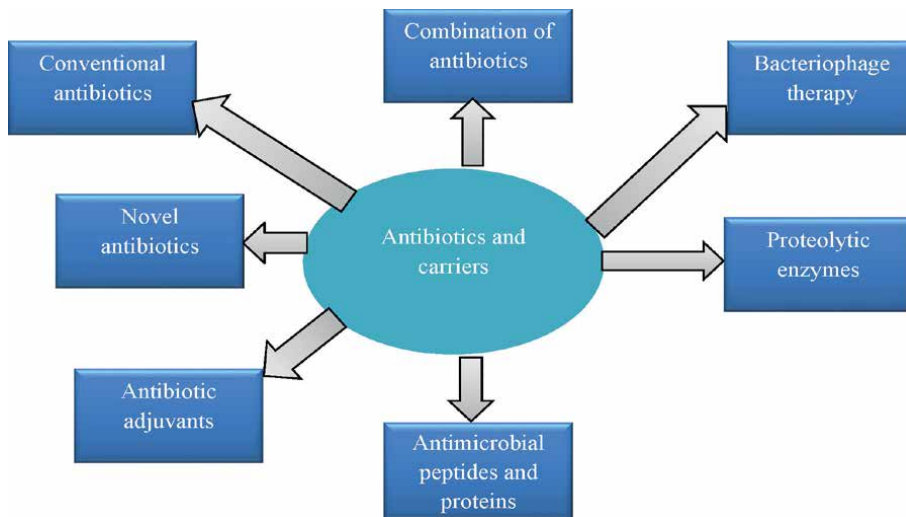 Combination of
antibiotics
Conventional
antibiotics
Bacteriophage
therapy
Novel
antibiotics
Antibiotics and
carriers
Proteolytic
enzymes
Antibiotic
adjuvants
Antimicrobial
peptides and
proteins